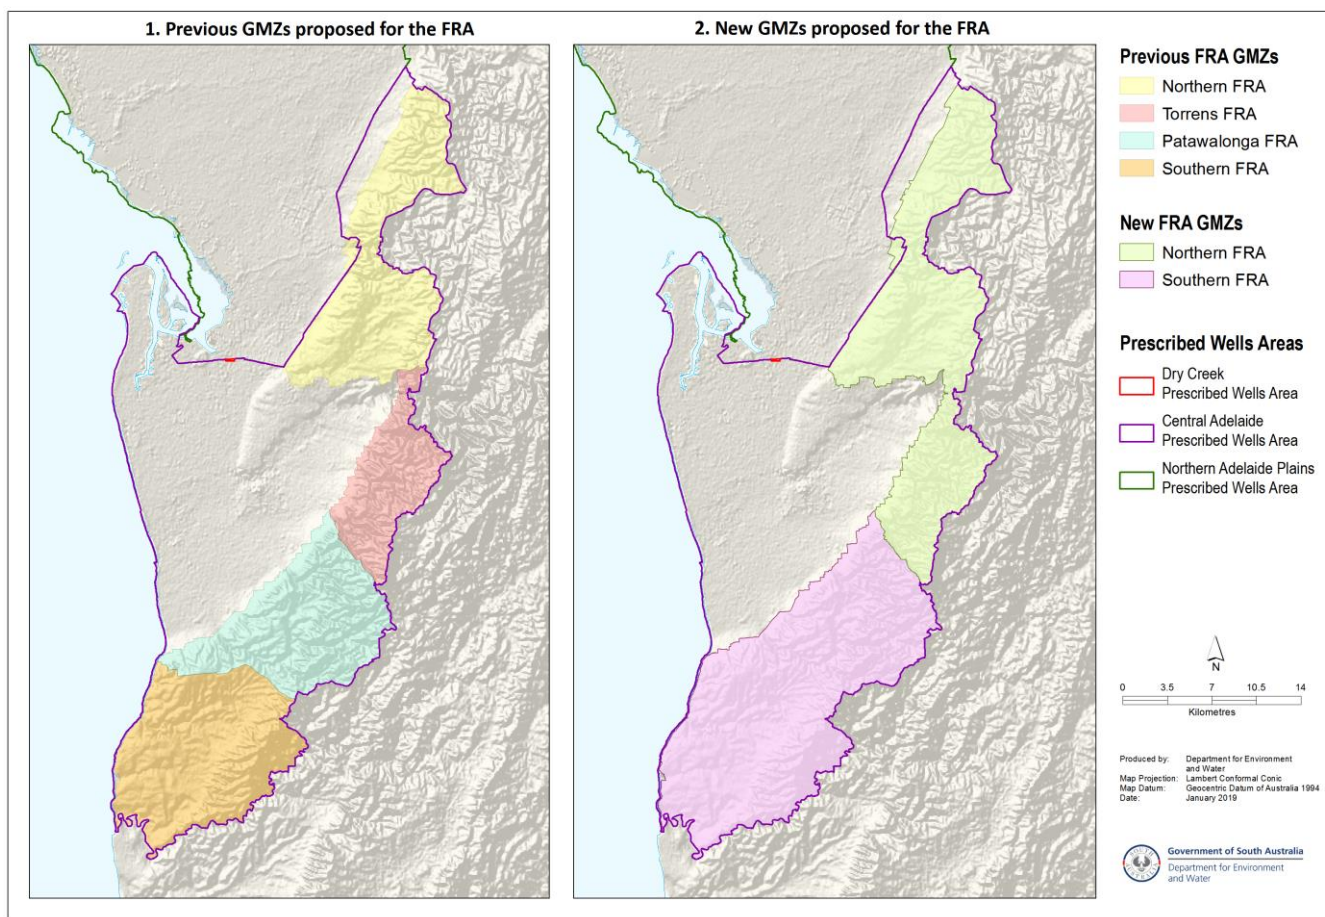 1. Previous GMZs proposed for the FRA
2. New GMZs proposed for the FRA
Previous FRA GMZs
Northern FRA
Torrens FRA
Patawalonga FRA
Southern FRA
New FRA GMZs
Northern FRA
Southern FRA
Prescribed Wells Areas
Dry Creek
Prescribed Wells Area
Central Adelaide
Prescribed Wells Area
Northern Adelaide Plains
Prescribed Wells Area
N
0 3.5 7 10.5 14
Kilometres
Produced by: Department for Environment
and Water
Map Projection: Lambert Conformal Conic
Map Datum: Geocentric Datum of Australia 1994
Date: January 2019
SOUTH AUSTRALIA
Government of South Australia
Department for Environment
and Water